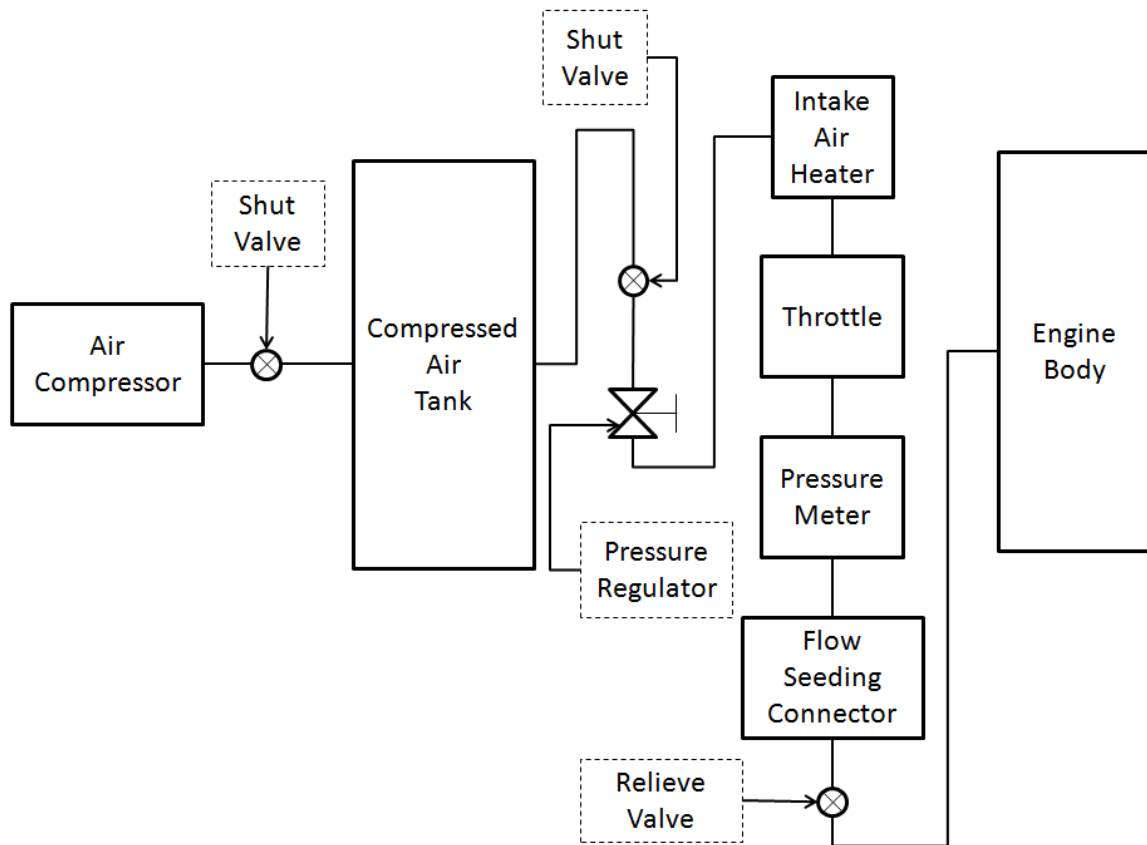 Shut
Valve
Intake
Air
Heater
Shut
Valve
Air
Compressor
Compressed
Air
Tank
Throttle
Engine
Body
Pressure
Meter
Pressure
Regulator
Flow
Seeding
Connector
Relieve
Valve